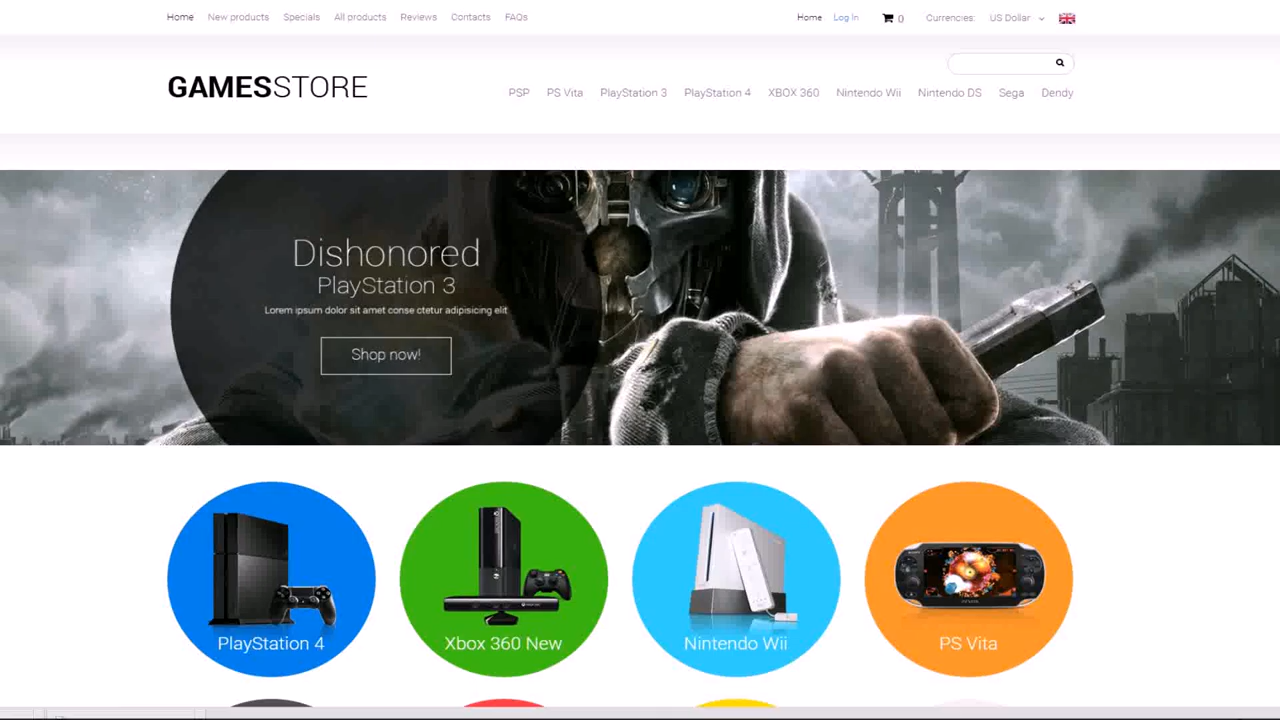 Home New products Specials All products Reviews Contacts FAQs Home Log In 0 Currencies: US Dollar
GAMESSTORE
PSP PS Vita PlayStation 3 PlayStation 4 XBOX 360 Nintendo Wii Nintendo DS Sega Dendy
Dishonored
PlayStation 3
Lorem ipsum dolor sit amet conse ctetur adipisicing elit
Shop now!
PlayStation 4 Xbox 360 New Nintendo Wii PS Vita